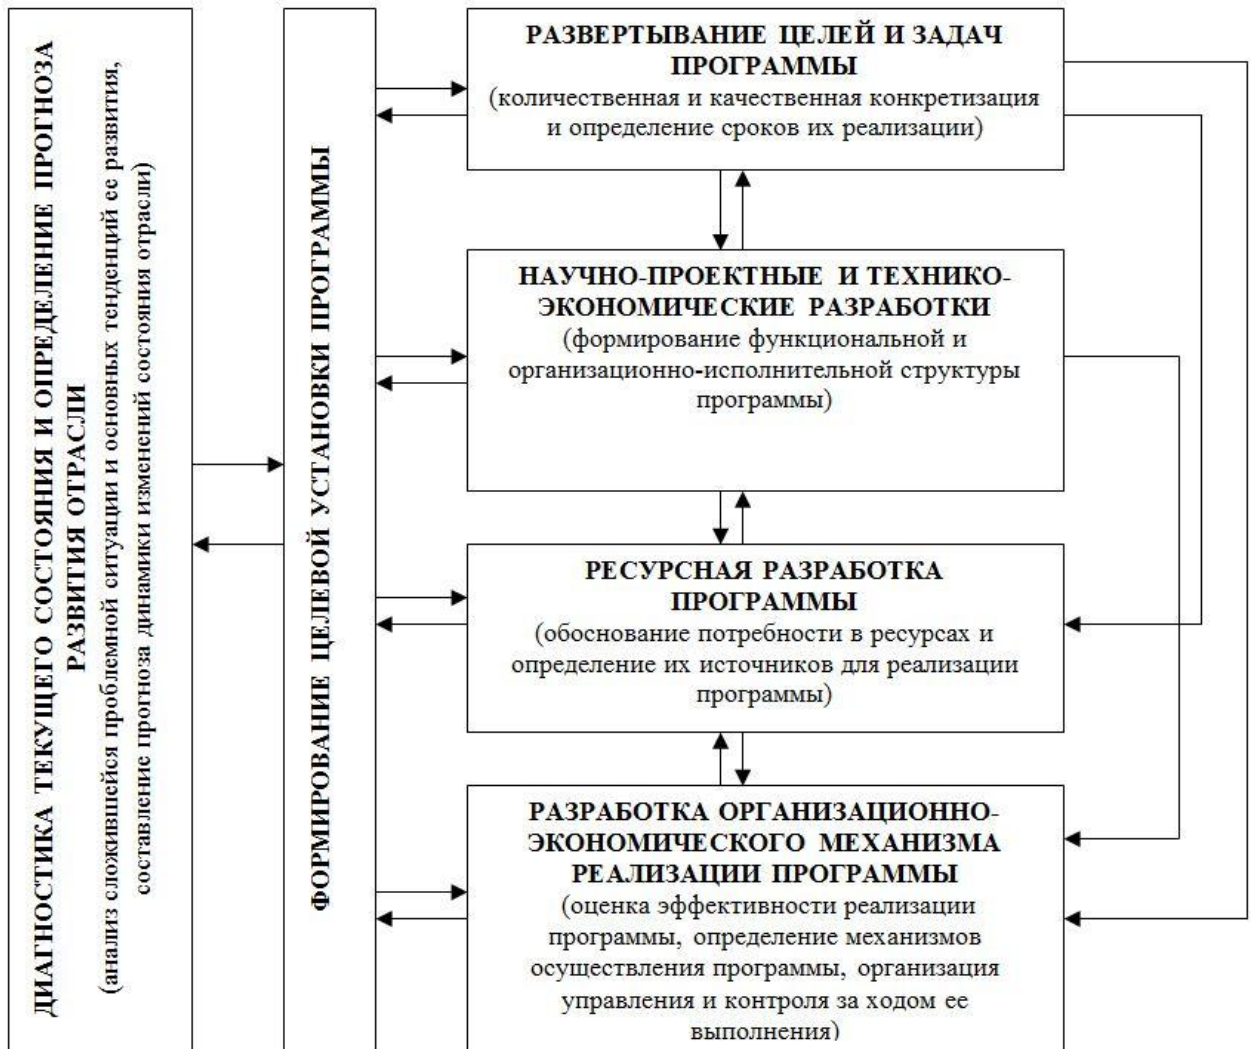 ДИАГНОСТИКА ТЕКУЩЕГО СОСТОЯНИЯ И ОПРЕДЕЛЕНИЕ ПРОГНОЗА
РАЗВИТИЯ ОТРАСЛИ
(анализ сложившейся проблемной ситуации и основных тенденций ее развития,
составление прогноза динамики изменений состояния отрасли)
ФОРМИРОВАНИЕ ЦЕЛЕВОЙ УСТАНОВКИ ПРОГРАММЫ
РАЗВЕРТЫВАНИЕ ЦЕЛЕЙ И ЗАДАЧ
ПРОГРАММЫ
(количественная и качественная конкретизация
и определение сроков их реализации)
НАУЧНО-ПРОЕКТНЫЕ И ТЕХНИКО-
ЭКОНОМИЧЕСКИЕ РАЗРАБОТКИ
(формирование функциональной и
организационно-исполнительной структуры
программы)
РЕСУРСНАЯ РАЗРАБОТКА
ПРОГРАММЫ
(обоснование потребности в ресурсах и
определение их источников для реализации
программы)
РАЗРАБОТКА ОРГАНИЗАЦИОННО-
ЭКОНОМИЧЕСКОГО МЕХАНИЗМА
РЕАЛИЗАЦИИ ПРОГРАММЫ
(оценка эффективности реализации
программы, определение механизмов
осуществления программы, организация
управления и контроля за ходом ее
выполнения)